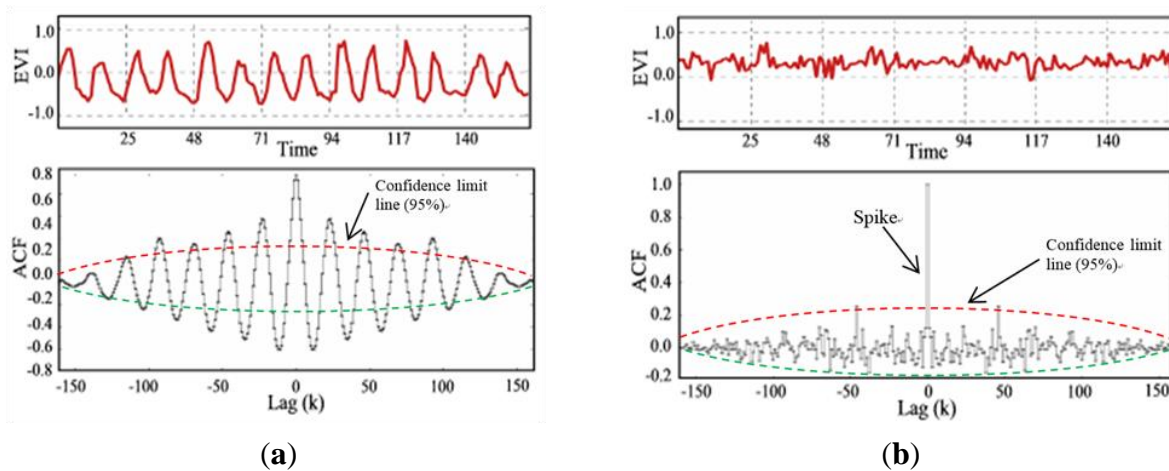 1.0
EVI
0.0
-1.0
25 48 71 94 117 140
Time
0.8
0.6
0.4
ACF
0.2
0.0
-0.2
-0.4
-0.6
-0.8
Confidence limit
line (95%)
-150 -100 -50 0 50 100 150
Lag (k)
(a)
1.0
EVI
0.0
-1.0
25 48 71 94 117 140
Time
1.0
0.8
0.6
ACF
0.4
0.2
0.0
-0.2
Spike
Confidence limit
line (95%)
-150 -100 -50 0 50 100 150
Lag (k)
(b)